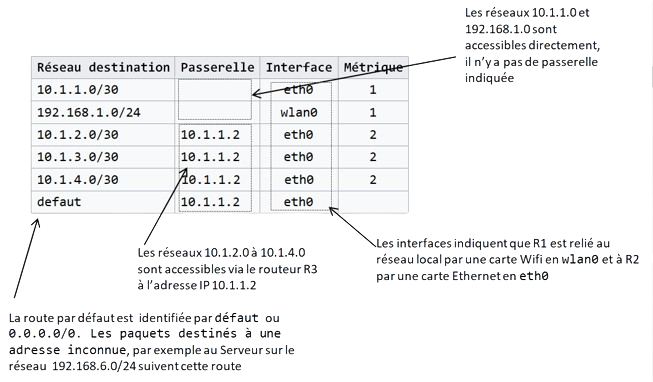 Les réseaux 10.1.1.0 et
192.168.1.0 sont
accessibles directement,
il n'y a pas de passerelle
indiquée
Réseau destination Passerelle Interface Métrique
10.1.1.0/30 eth0 1
192.168.1.0/24 wlan0 1
10.1.2.0/30 10.1.1.2 eth0 2
10.1.3.0/30 10.1.1.2 eth0 2
10.1.4.0/30 10.1.1.2 eth0 2
defaut 10.1.1.2 eth0
Les réseaux 10.1.2.0 à 10.1.4.0
sont accessibles via le routeur R3
à l'adresse IP 10.1.1.2
Les interfaces indiquent que R1 est relié au
réseau local par une carte Wifi en wlan0 et à R2
par une carte Ethernet en eth0
La route par défaut est identifiée par défaut ou
0.0.0.0/0. Les paquets destinés à une
adresse inconnue, par exemple au Serveur sur le
réseau 192.168.6.0/24 suivent cette route